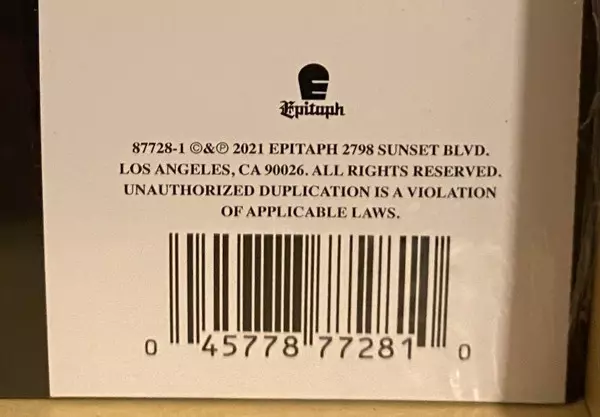 E
Epitaph
87728-1 ©&℗ 2021 EPITAPH 2798 SUNSET BLVD.
LOS ANGELES, CA 90026. ALL RIGHTS RESERVED.
UNAUTHORIZED DUPLICATION IS A VIOLATION
OF APPLICABLE LAWS.
0 45778 77281 0